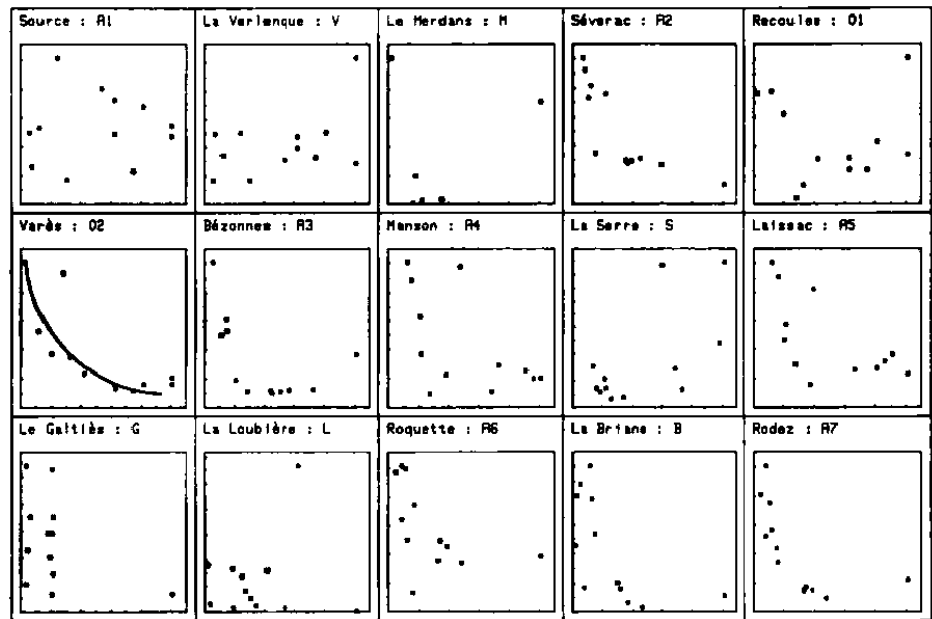 Source : A1 La Verlenque : V Le Merdans : M Séverac : A2 Recoules : O1
Varès : O2 Bézonnes : A3 Manson : A4 La Serre : S Laissac : A5
Le Galtiès : G La Loubière : L Roquette : A6 La Briane : B Rodez : A7